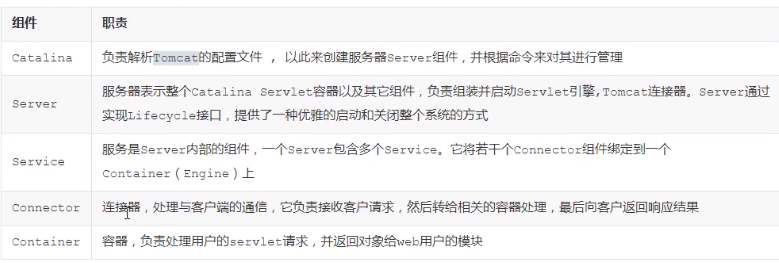 组件 职责
Catalina 负责解析Tomcat的配置文件 , 以此来创建服务器Server组件，并根据命令来对其进行管理
服务器表示整个Catalina Servlet容器以及其它组件，负责组装并启动Servlet引擎,Tomcat连接器。Server通过
Server
实现Lifecycle接口，提供了一种优雅的启动和关闭整个系统的方式
服务是Server内部的组件，一个Server包含多个Service。它将若干个Connector组件绑定到一个
Service
Container（Engine）上
Connector 连接器，处理与客户端的通信，它负责接收客户请求，然后转给相关的容器处理，最后向客户返回响应结果
Container 容器，负责处理用户的servlet请求，并返回对象给web用户的模块